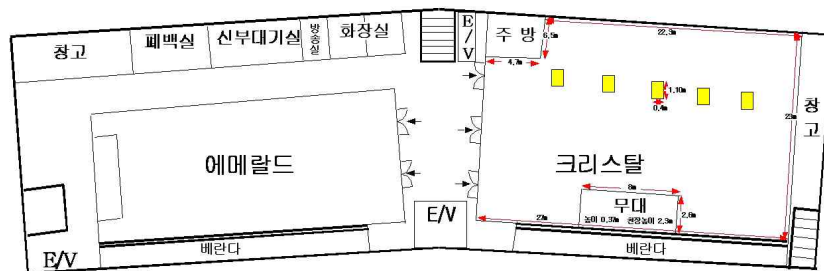 창고
폐백실
신부대기실
방송실
화장실
E/V
주 방
6,5m
22,3m
4,7m
1,10m
0,4m
창고
23m
에메랄드
크리스탈
8m
무대
높이 0,37m 천장높이 2,3m
2,6m
27m
E/V
E/V
베란다
베란다